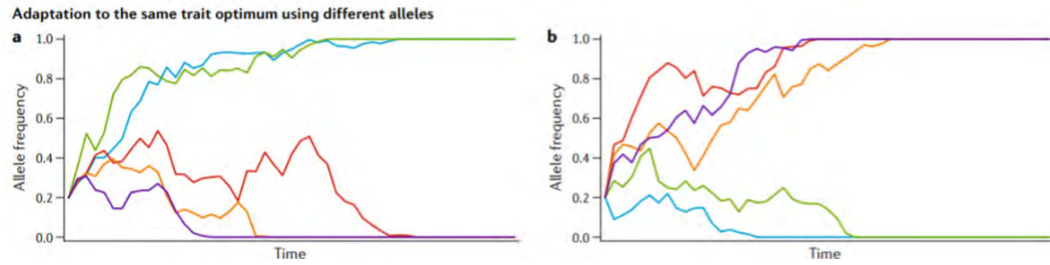 Adaptation to the same trait optimum using different alleles
a
1.0
0.8
0.6
0.4
0.2
0.0
Allele frequency
Time
b
1.0
0.8
0.6
0.4
0.2
0.0
Allele frequency
Time